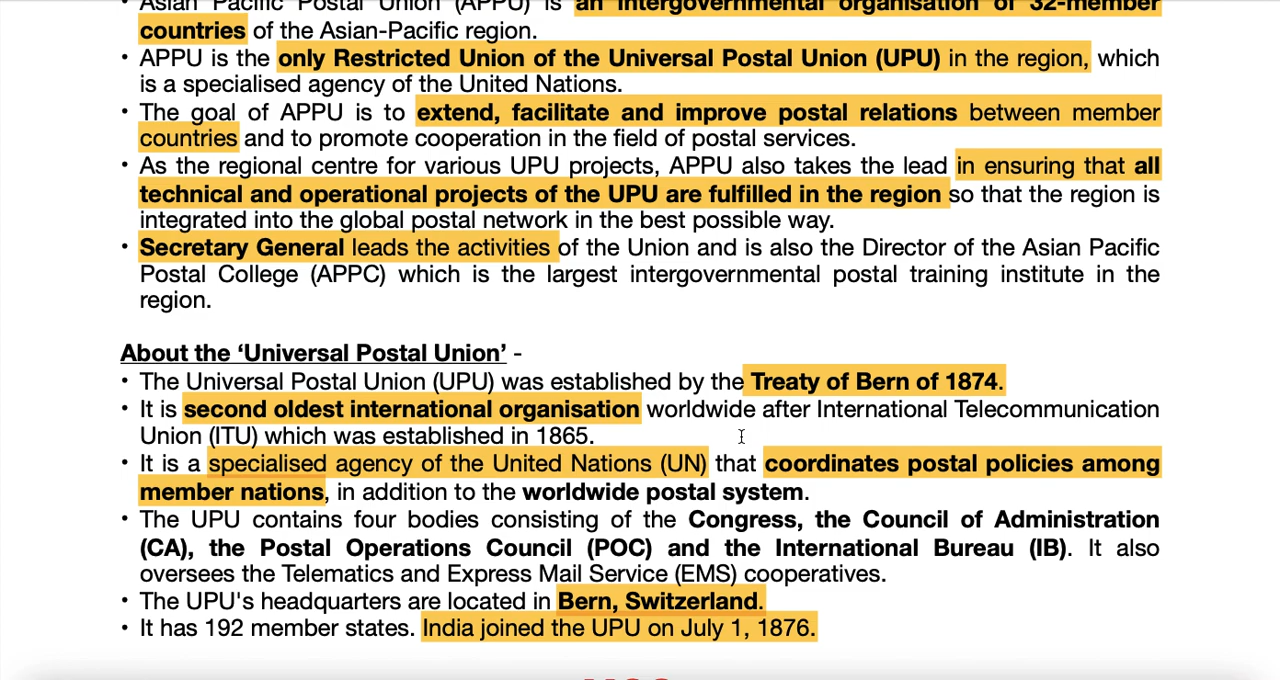 • Asian Pacific Postal Union (APPU) is an intergovernmental organisation of 32-member
countries of the Asian-Pacific region.
• APPU is the only Restricted Union of the Universal Postal Union (UPU) in the region, which
is a specialised agency of the United Nations.
• The goal of APPU is to extend, facilitate and improve postal relations between member
countries and to promote cooperation in the field of postal services.
• As the regional centre for various UPU projects, APPU also takes the lead in ensuring that all
technical and operational projects of the UPU are fulfilled in the region so that the region is
integrated into the global postal network in the best possible way.
• Secretary General leads the activities of the Union and is also the Director of the Asian Pacific
Postal College (APPC) which is the largest intergovernmental postal training institute in the
region.
About the ‘Universal Postal Union’ -
• The Universal Postal Union (UPU) was established by the Treaty of Bern of 1874.
• It is second oldest international organisation worldwide after International Telecommunication
Union (ITU) which was established in 1865.
• It is a specialised agency of the United Nations (UN) that coordinates postal policies among
member nations, in addition to the worldwide postal system.
• The UPU contains four bodies consisting of the Congress, the Council of Administration
(CA), the Postal Operations Council (POC) and the International Bureau (IB). It also
oversees the Telematics and Express Mail Service (EMS) cooperatives.
• The UPU's headquarters are located in Bern, Switzerland.
• It has 192 member states. India joined the UPU on July 1, 1876.